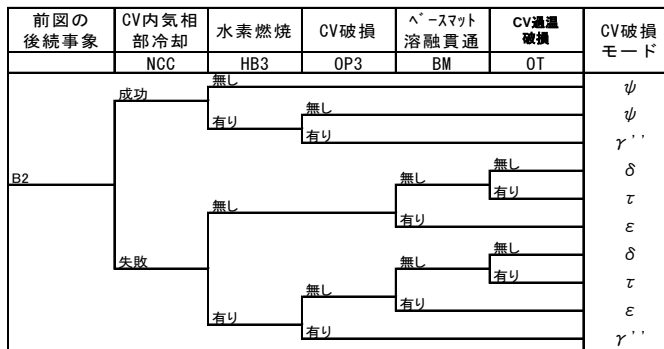 前図の 後続事象 CV内気相部冷却 水素燃焼 CV破損 ベースマット溶融貫通 CV過温破損 CV破損モード
NCC HB3 OP3 BM OT
無し ψ
成功
無し ψ
有り
有り γ''
無し δ
B2
無し
有り τ
無し
有り ε
無し δ
失敗
無し
有り τ
無し
有り ε
有り
有り γ''